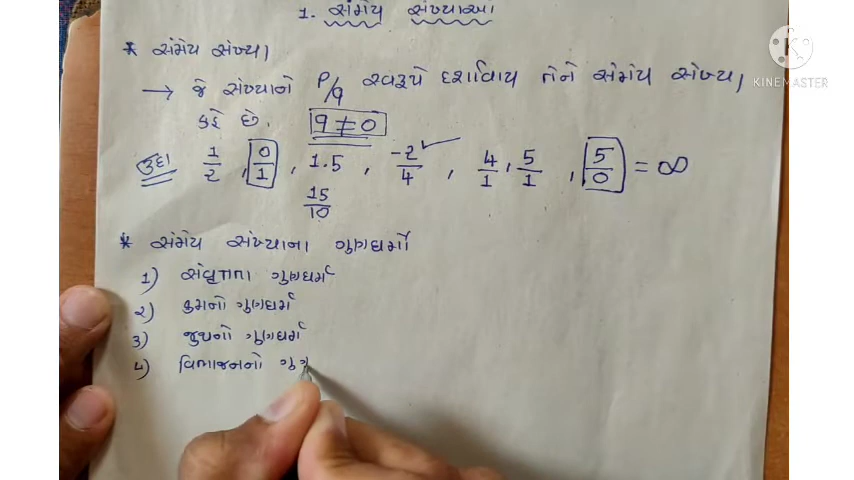 1. સંમેય સંખ્યાઓ
* સંમેય સંખ્યા
→ જે સંખ્યાને P/q સ્વરૂપે દર્શાવાય તેને સંમેય સંખ્યા
કહે છે. q ≠ 0
ઉદા 1/2 , 0/1 , 1.5 , -2/4 , 4/1 , 5/1 , 5/0 = ∞
15/10
* સંમેય સંખ્યાના ગુણધર્મો
1) સંવૃત્તતા ગુણધર્મ
2) ક્રમનો ગુણધર્મ
3) જુથનો ગુણધર્મ
4) વિભાજનનો ગુણ
KINEMASTER